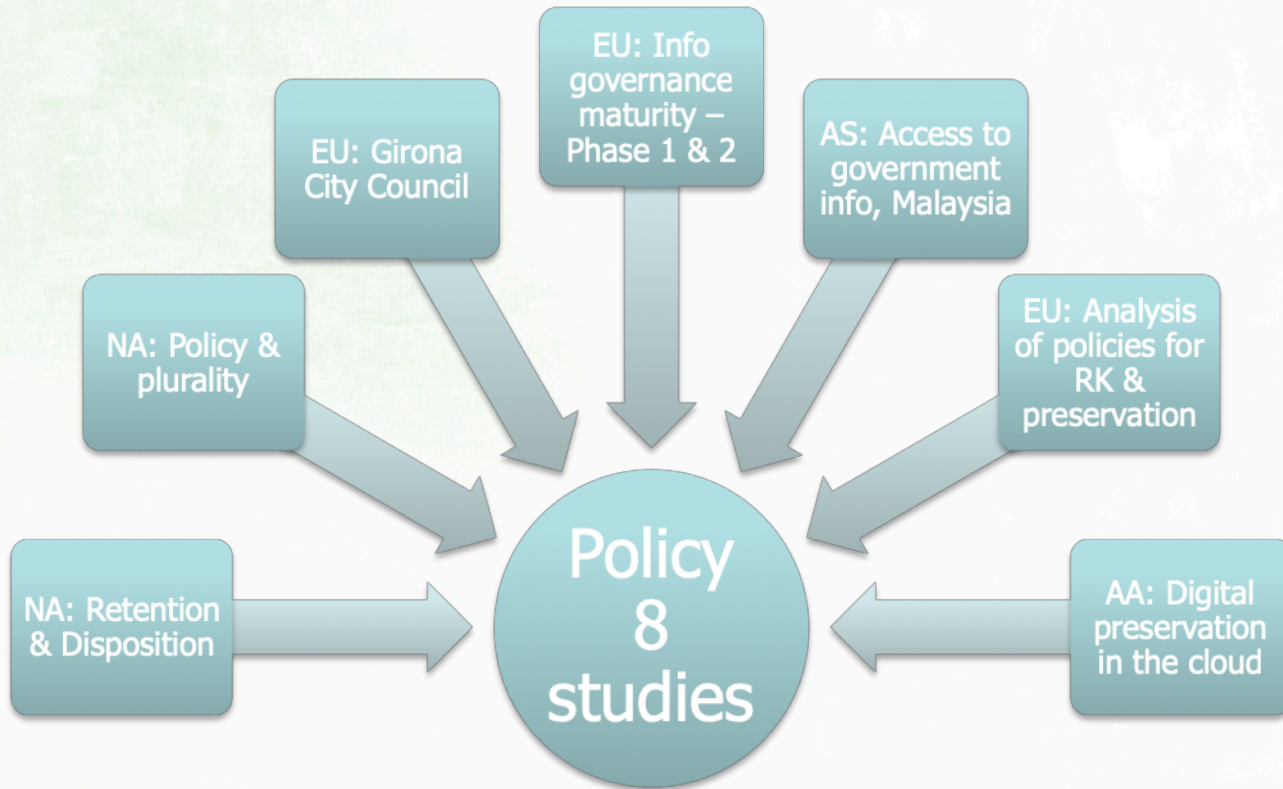 EU: Info
governance
maturity –
Phase 1 & 2
EU: Girona
City Council
AS: Access to
government
info, Malaysia
NA: Policy &
plurality
EU: Analysis
of policies for
RK &
preservation
NA: Retention
& Disposition
Policy
8
studies
AA: Digital
preservation
in the cloud